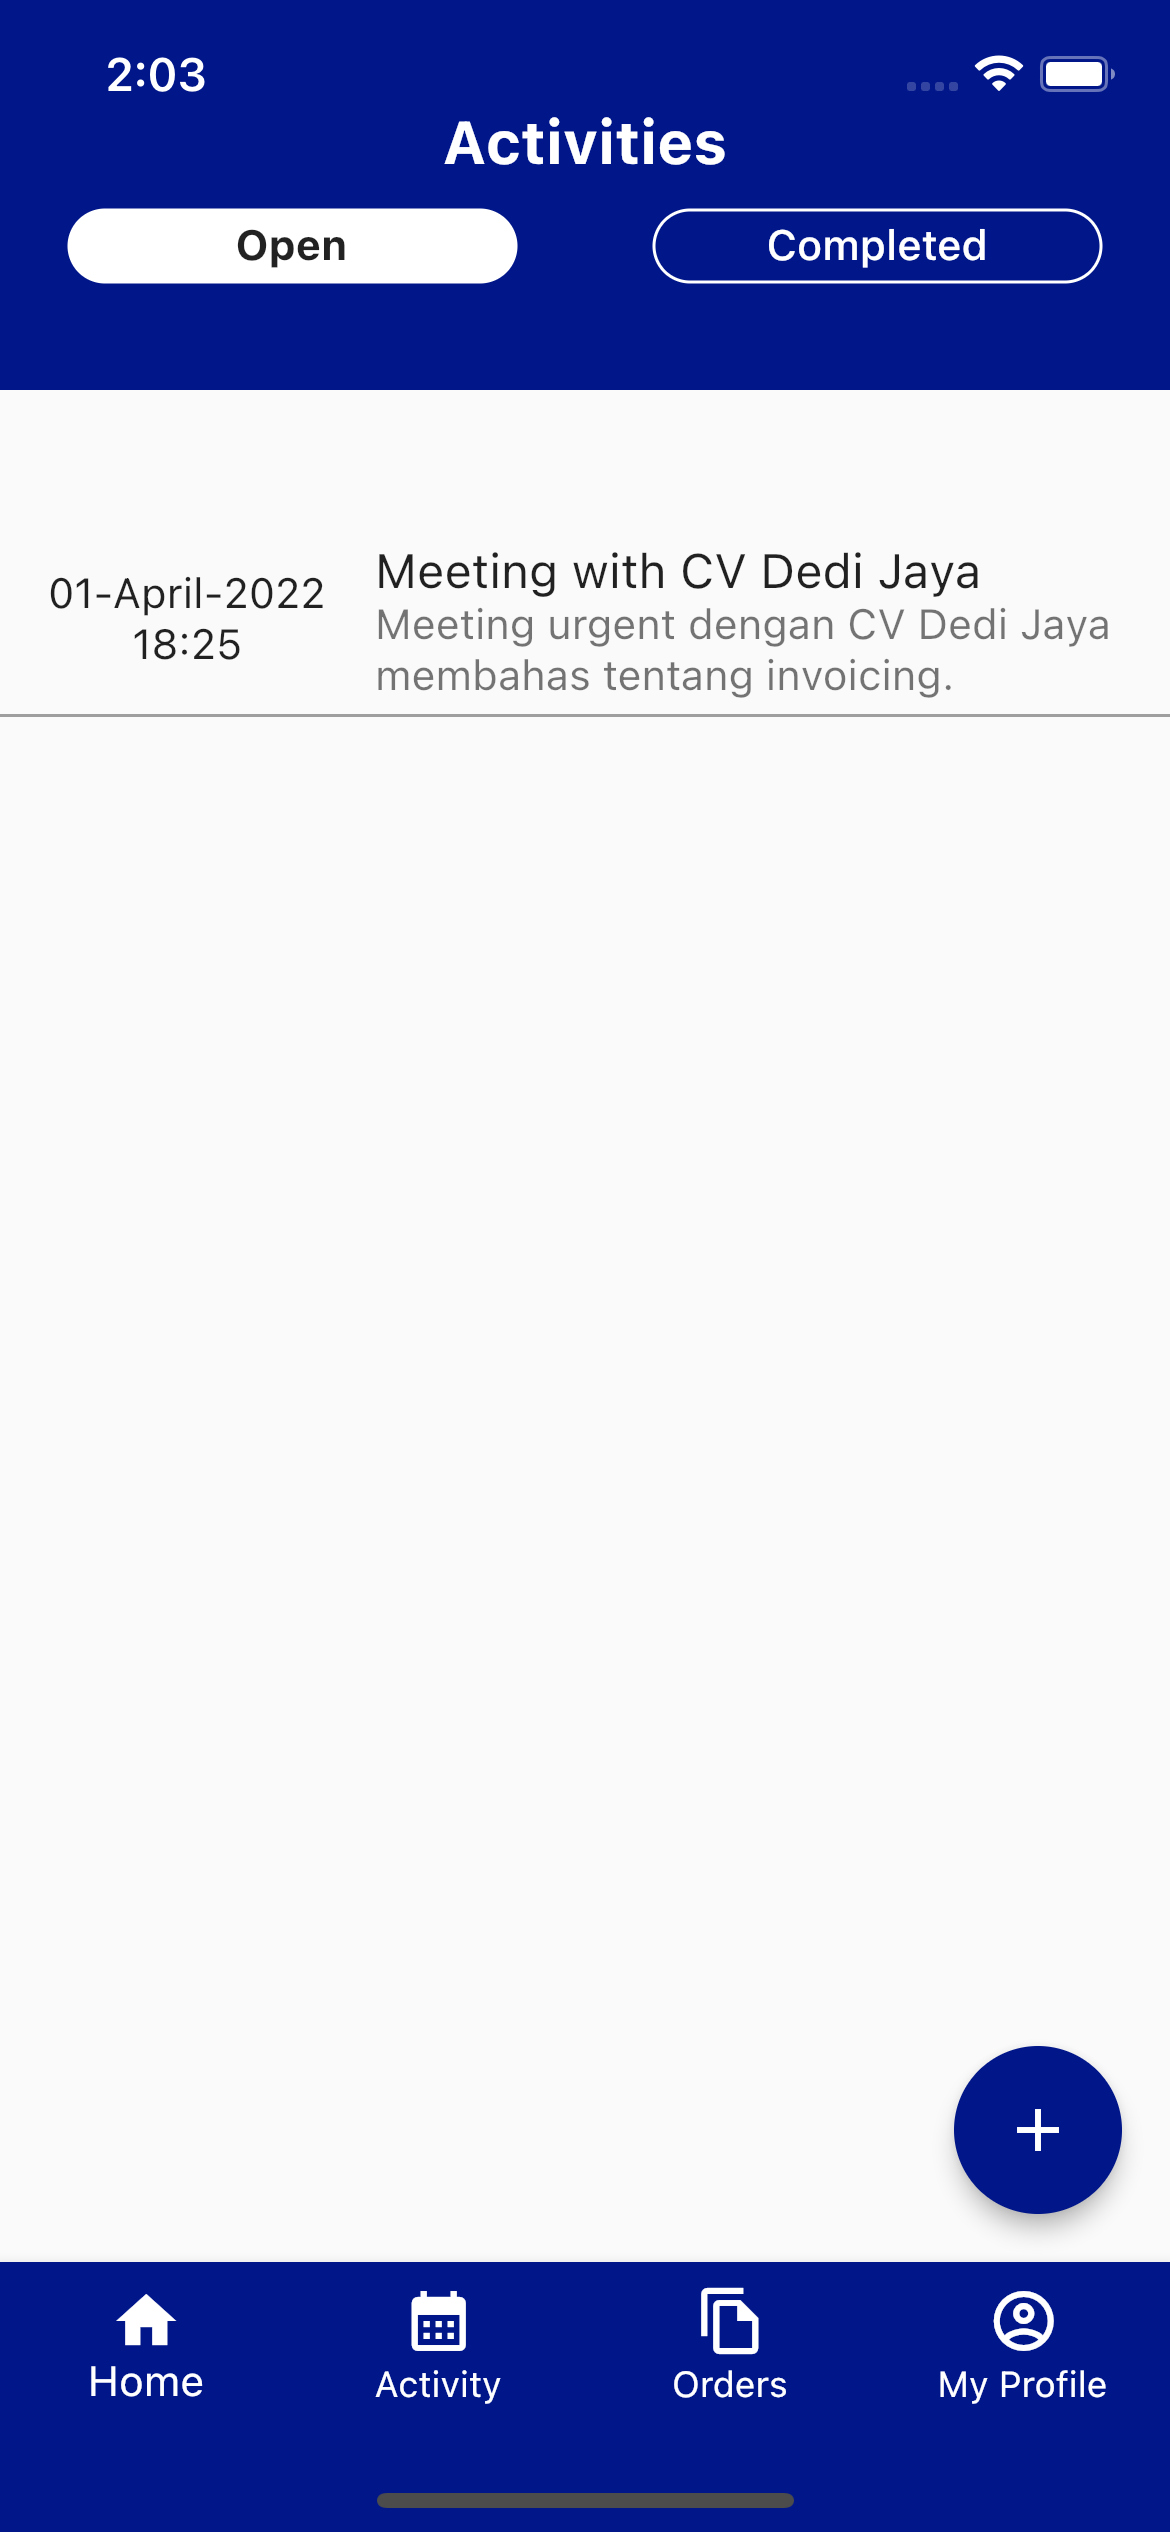 2:03
Activities
Open
Completed
01-April-2022
18:25
Meeting with CV Dedi Jaya
Meeting urgent dengan CV Dedi Jaya
membahas tentang invoicing.
Home
Activity
Orders
My Profile